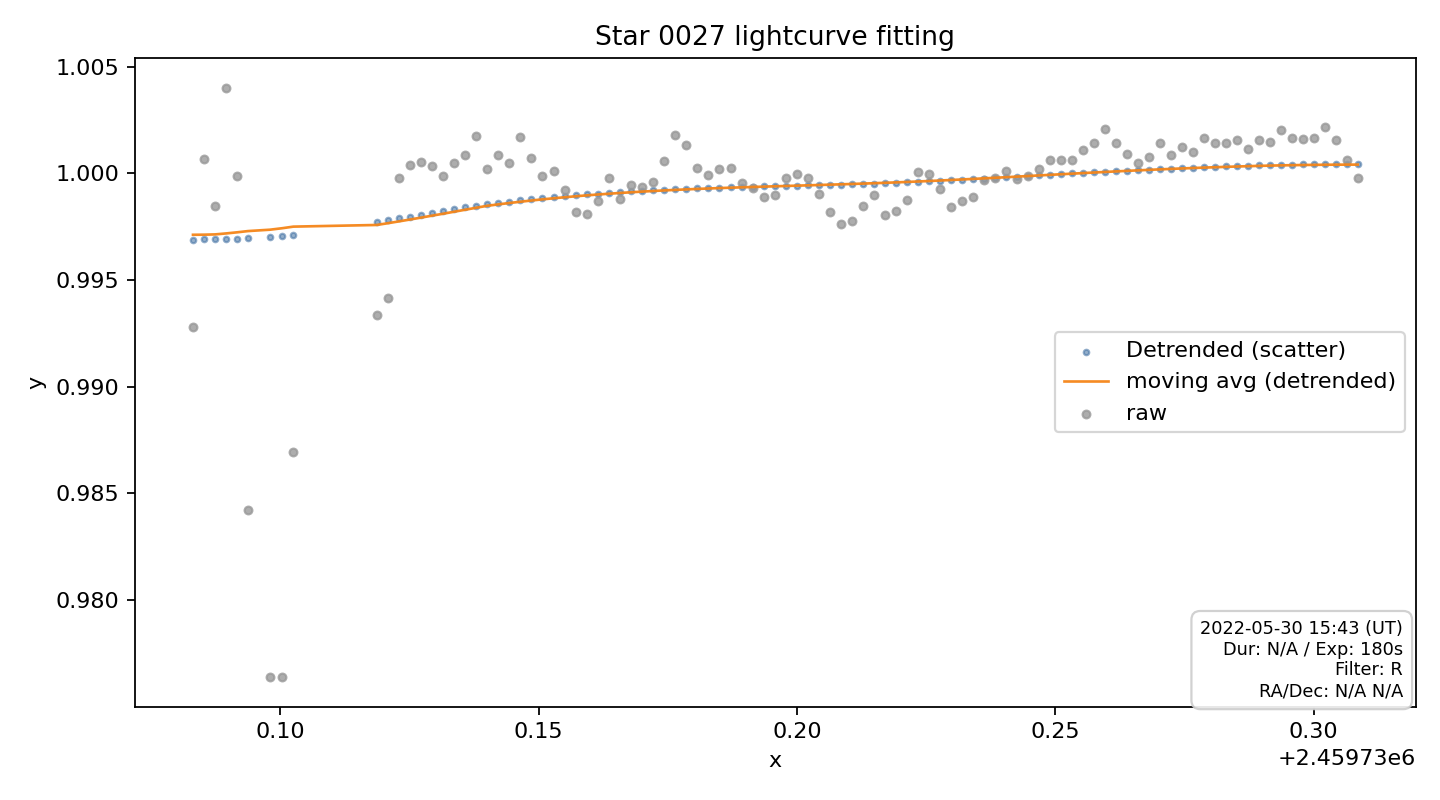 Star 0027 lightcurve fitting
1.005
1.000
0.995
0.990
0.985
0.980
y
Detrended (scatter)
moving avg (detrended)
raw
2022-05-30 15:43 (UT)
Dur: N/A / Exp: 180s
Filter: R
RA/Dec: N/A N/A
0.10 0.15 0.20 0.25 0.30
x
+2.45973e6